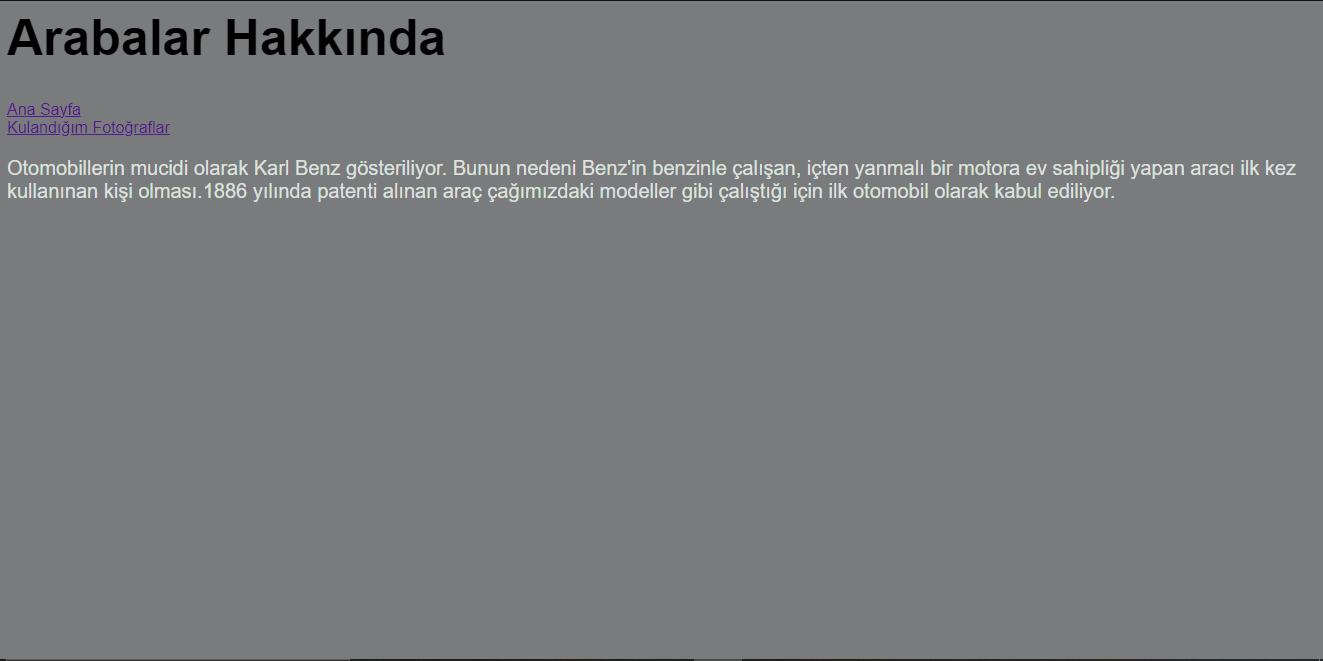 Arabalar Hakkında
Ana Sayfa
Kulandığım Fotoğraflar
Otomobillerin mucidi olarak Karl Benz gösteriliyor. Bunun nedeni Benz'in benzinle çalışan, içten yanmalı bir motora ev sahipliği yapan aracı ilk kez
kullanınan kişi olması.1886 yılında patenti alınan araç çağımızdaki modeller gibi çalıştığı için ilk otomobil olarak kabul ediliyor.